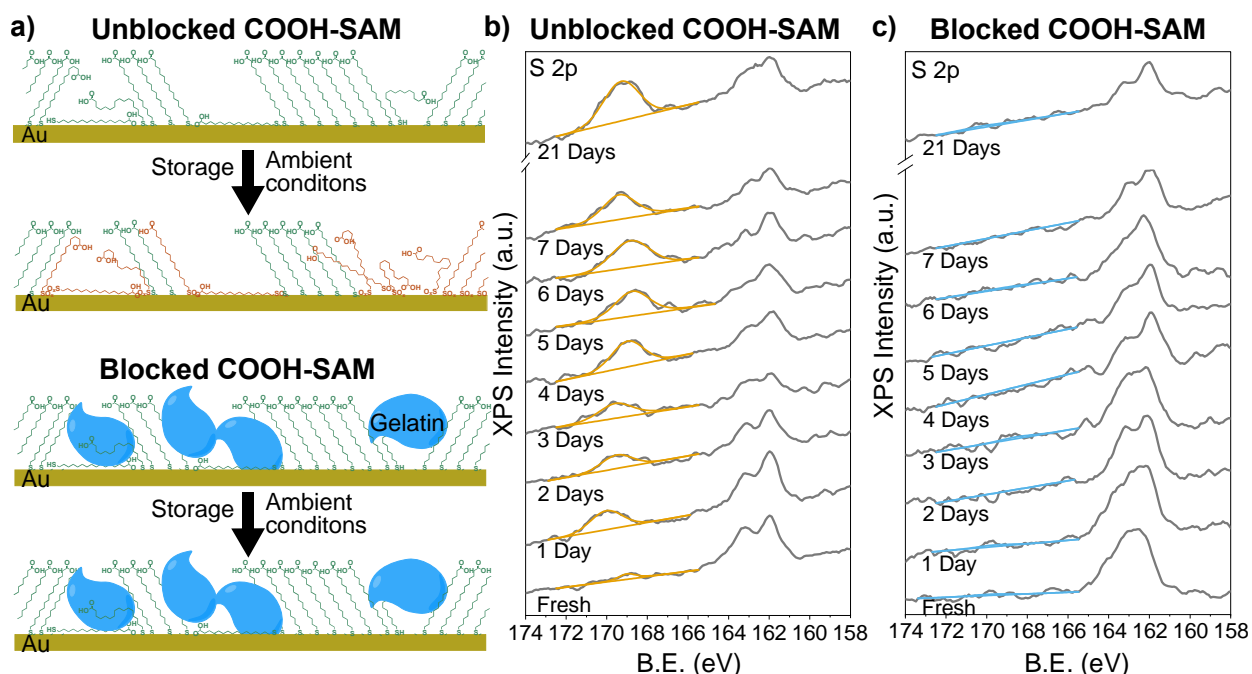 a)
Unblocked COOH-SAM
Au
Storage
Ambient
conditons
Au
Blocked COOH-SAM
Gelatin
Au
Storage
Ambient
conditons
Au
b)
Unblocked COOH-SAM
S 2p
21 Days
7 Days
6 Days
5 Days
4 Days
3 Days
2 Days
1 Day
Fresh
XPS Intensity (a.u.)
174 172 170 168 166 164 162 160 158
B.E. (eV)
c)
Blocked COOH-SAM
S 2p
21 Days
7 Days
6 Days
5 Days
4 Days
3 Days
2 Days
1 Day
Fresh
XPS Intensity (a.u.)
174 172 170 168 166 164 162 160 158
B.E. (eV)